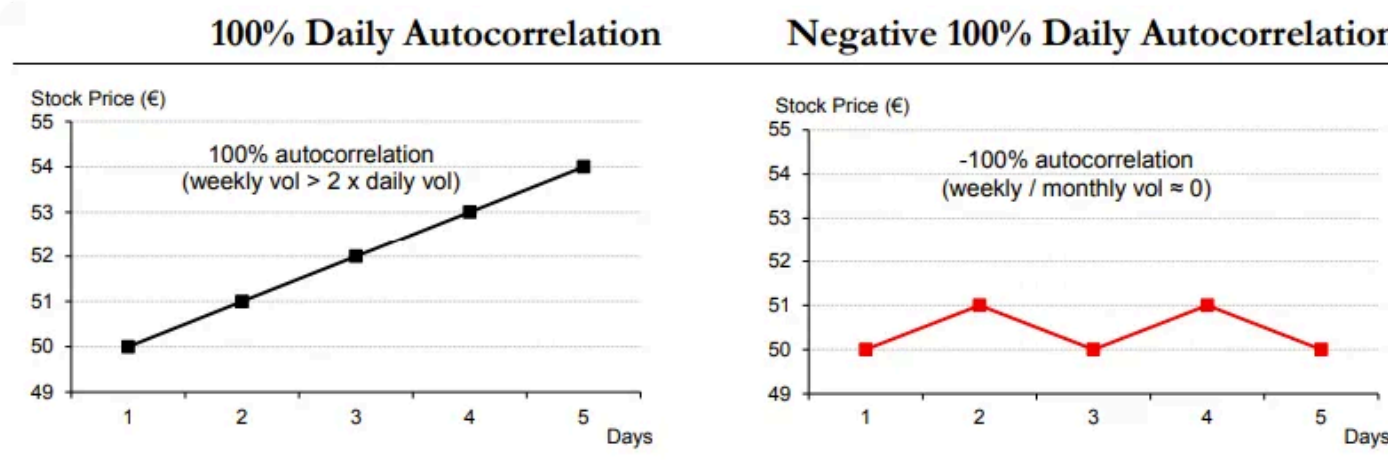 100% Daily Autocorrelation
Stock Price (€)
100% autocorrelation
(weekly vol > 2 x daily vol)
55
54
53
52
51
50
49
1 2 3 4 5
Days
Negative 100% Daily Autocorrelation
Stock Price (€)
-100% autocorrelation
(weekly / monthly vol ≈ 0)
55
54
53
52
51
50
49
1 2 3 4 5
Days